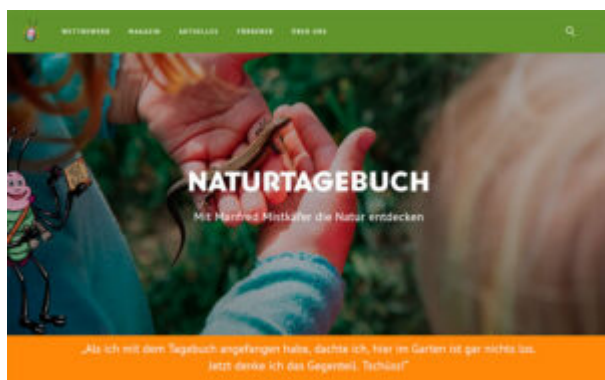 WETTBEWERB MAGAZIN AKTUELLES FÖRDERER ÜBER UNS
NATURTAGEBUCH
Mit Manfred Mistkäfer die Natur entdecken
„Als ich mit dem Tagebuch angefangen habe, dachte ich, hier im Garten ist gar nichts los.
Jetzt denke ich das Gegenteil. Tschüss!“